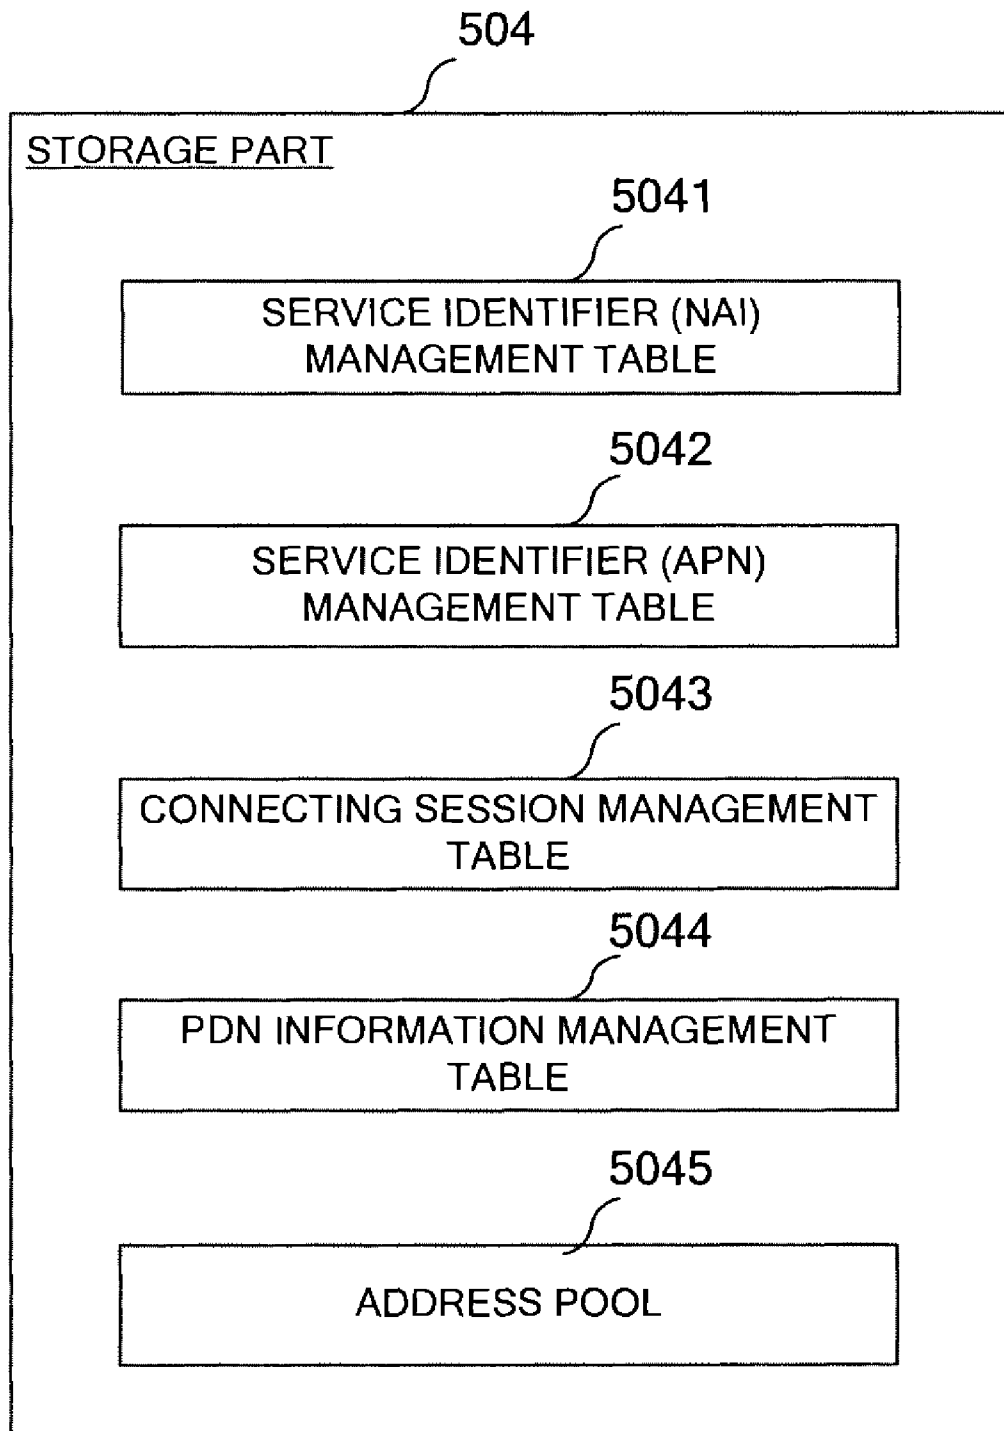 504
STORAGE PART
5041
SERVICE IDENTIFIER (NAI)
MANAGEMENT TABLE
5042
SERVICE IDENTIFIER (APN)
MANAGEMENT TABLE
5043
CONNECTING SESSION MANAGEMENT
TABLE
5044
PDN INFORMATION MANAGEMENT
TABLE
5045
ADDRESS POOL